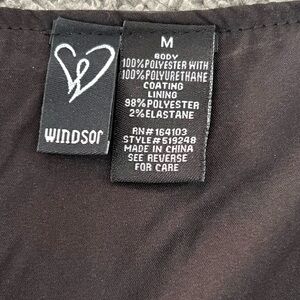 WINDSOR
M
BODY
100% POLYESTER WITH
100% POLYURETHANE
COATING
LINING
98% POLYESTER
2% ELASTANE
RN# 164103
STYLE# 519248
MADE IN CHINA
SEE REVERSE
FOR CARE